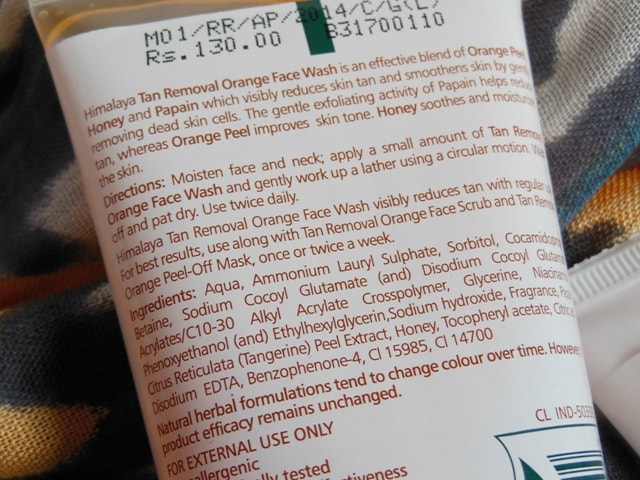 M01/RR/AP/2014/C/G(L)
Rs.130.00 B31700110
Himalaya Tan Removal Orange Face Wash is an effective blend of Orange
Honey and Papain which visibly reduces skin tan and smoothens skin by
removing dead skin cells. The gentle exfoliating activity of Papain helps
tan, whereas Orange Peel improves skin tone. Honey soothes and
the skin.
Directions: Moisten face and neck; apply a small amount of Tan
Orange Face Wash and gently work up a lather using a circular motion.
off and pat dry. Use twice daily.
Himalaya Tan Removal Orange Face Wash visibly reduces tan with regular
For best results, use along with Tan Removal Orange Face Scrub and Tan
Orange Peel-Off Mask, once or twice a week.
Ingredients: Aqua, Ammonium Lauryl Sulphate, Sorbitol,
Betaine, Sodium Cocoyl Glutamate (and) Disodium Cocoyl
Acrylates/C10-30 Alkyl Acrylate Crosspolymer, Glycerine,
Phenoxyethanol (and) Ethylhexylglycerin, Sodium hydroxide, Fragrance,
Citrus Reticulata (Tangerine) Peel Extract, Honey, Tocopheryl acetate,
Disodium EDTA, Benzophenone-4, CI 15985, CI 14700
Natural herbal formulations tend to change colour over time. However
product efficacy remains unchanged.
FOR EXTERNAL USE ONLY
CL IND-
allergenic
tested